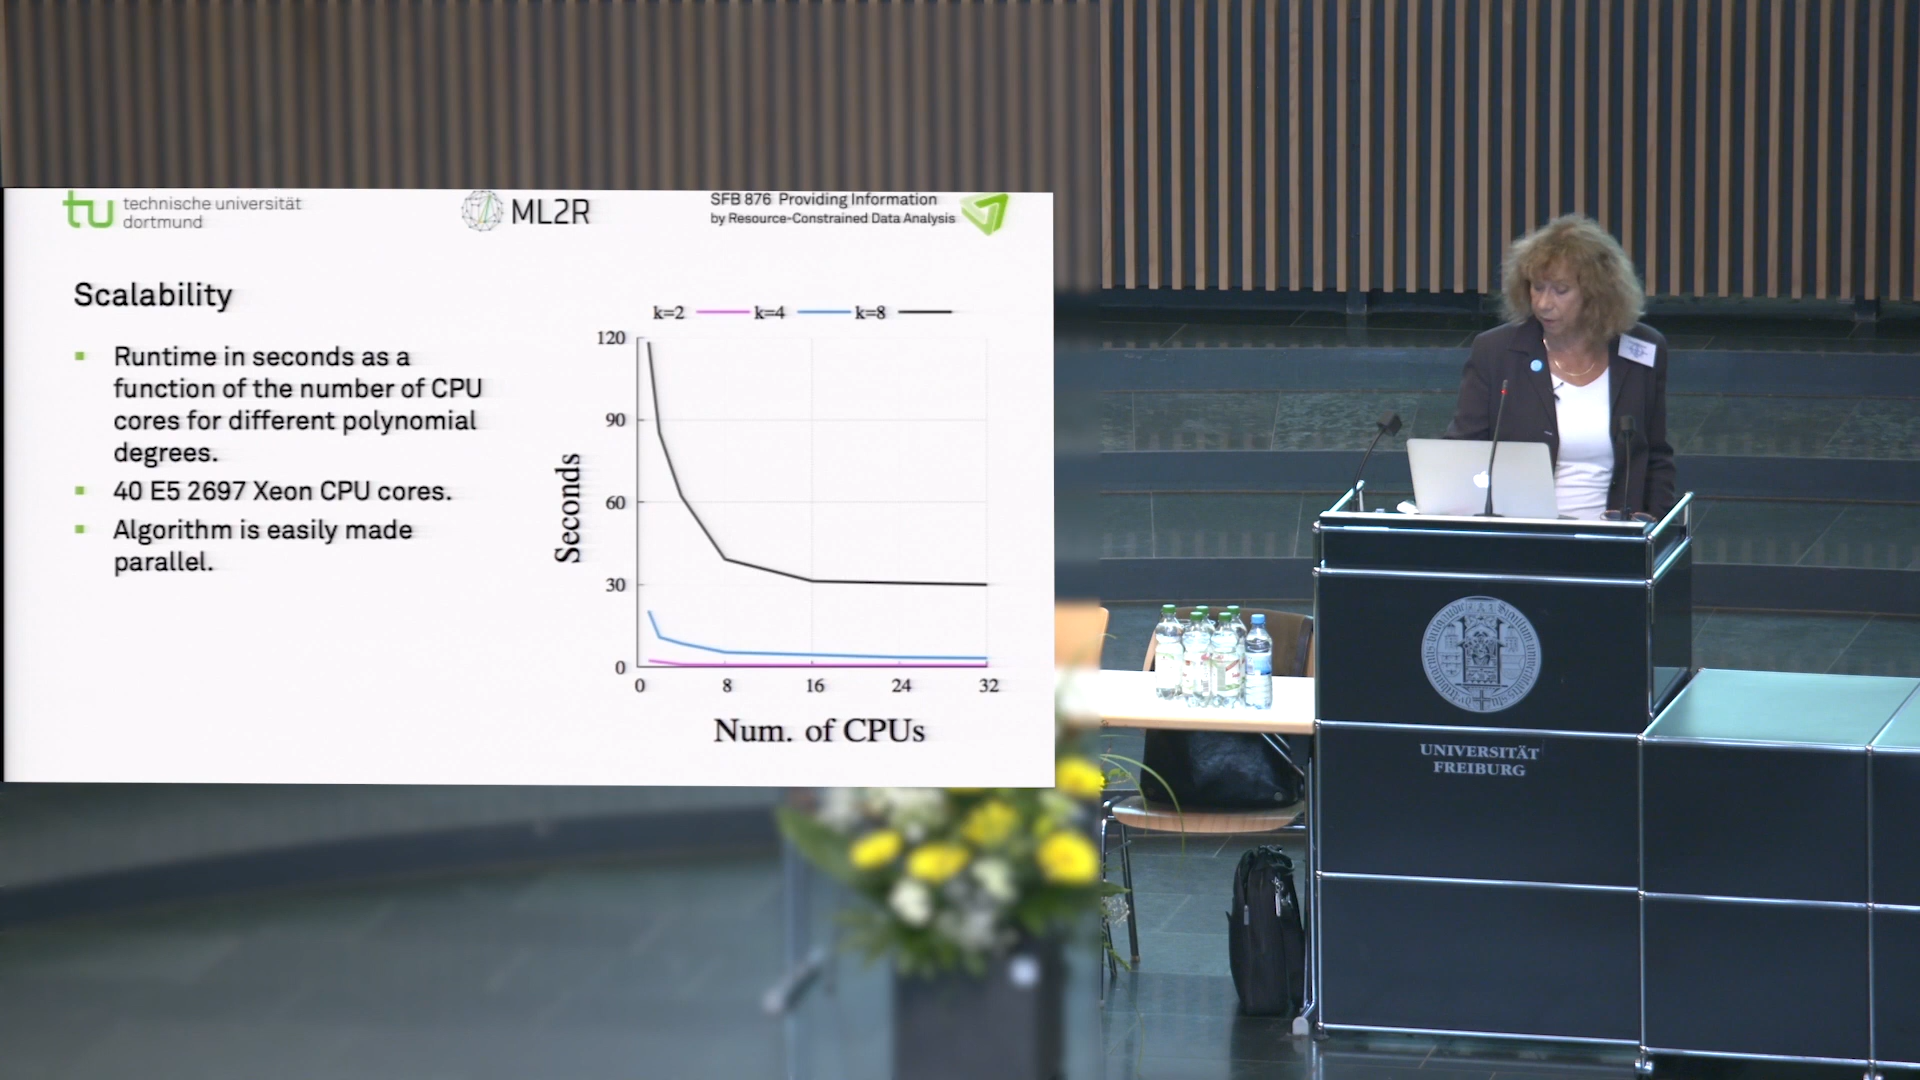 technische universität
dortmund
ML2R
SFB 876 Providing Information
by Resource-Constrained Data Analysis
Scalability
Runtime in seconds as a
function of the number of CPU
cores for different polynomial
degrees.
40 E5 2697 Xeon CPU cores.
Algorithm is easily made
parallel.
k=2 k=4 k=8
120
90
60
30
0
Seconds
0 8 16 24 32
Num. of CPUs
UNIVERSITÄT
FREIBURG